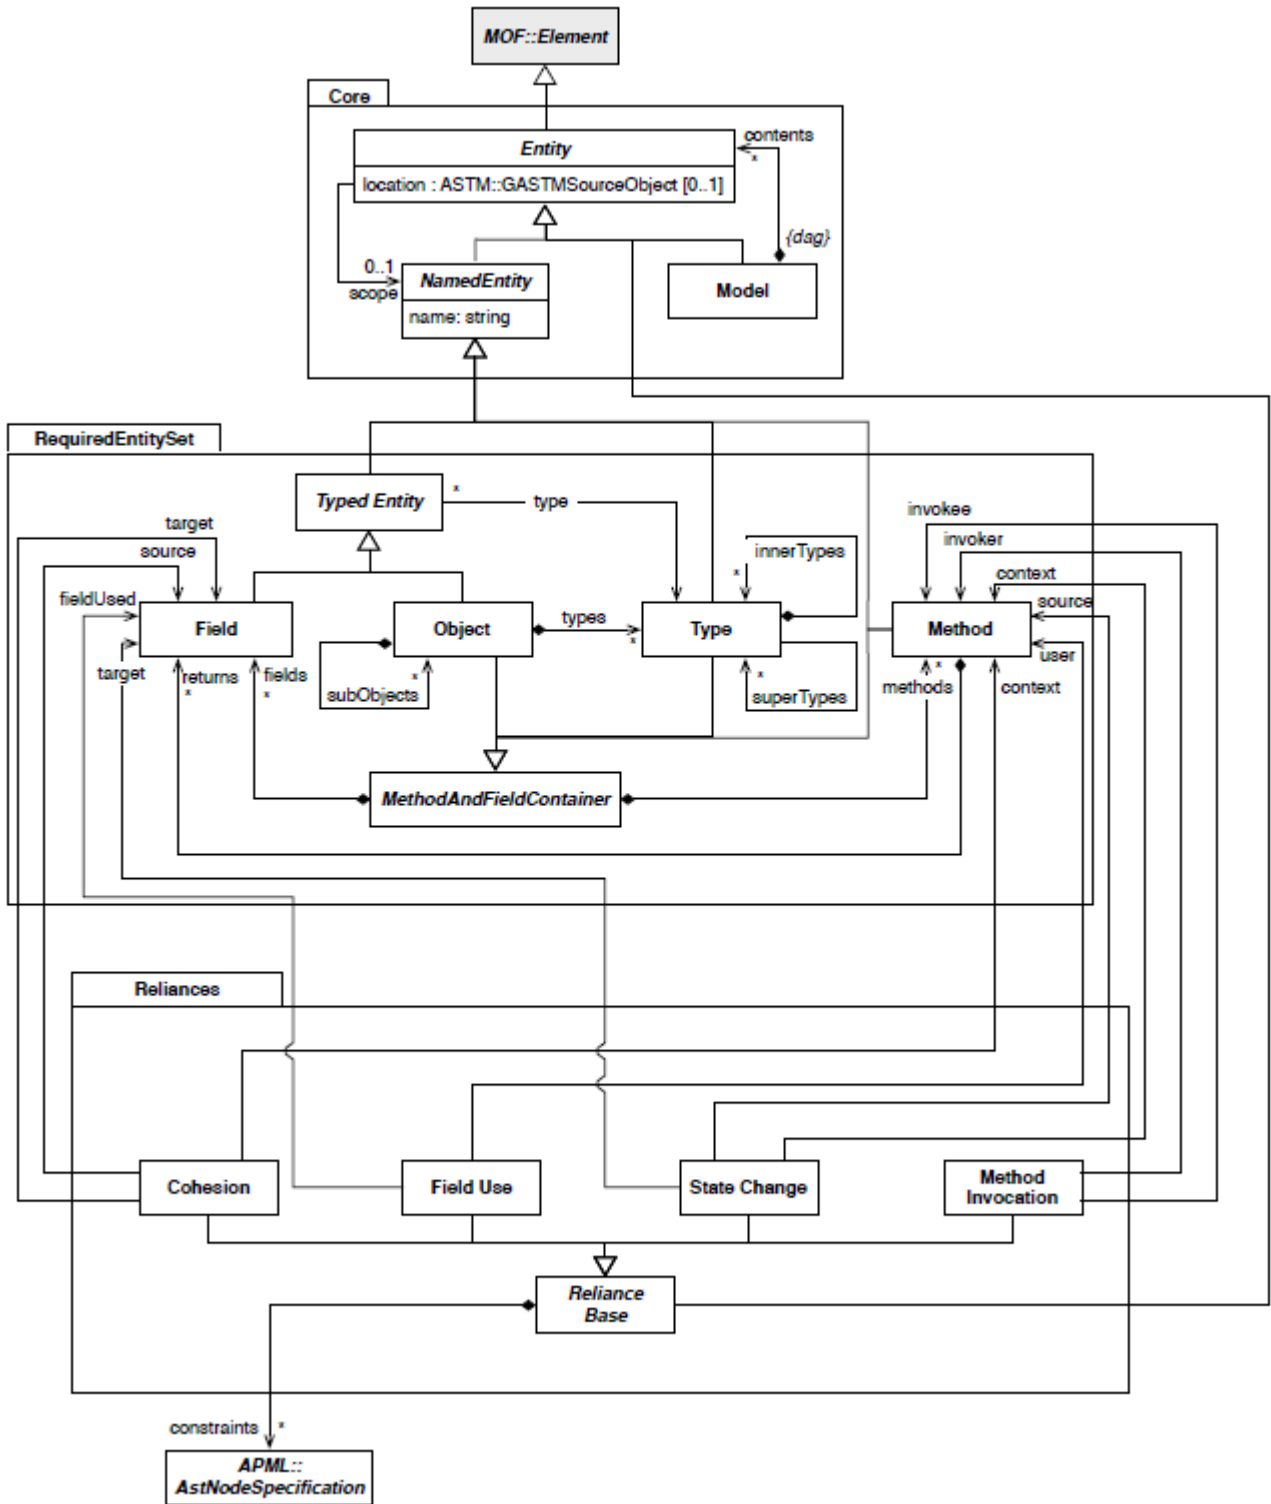 MOF::Element
Core
Entity
contents
*
location : ASTM::GASTMSourceObject [0..1]
{dag}
0..1
scope
NamedEntity
name: string
Model
RequiredEntitySet
Typed Entity
*
type
target
source
fieldUsed
innerTypes
*
invokee
invoker
context
source
Field
Object
types
*
Type
Method
user
target
returns
*
fields
*
subObjects
*
*
superTypes
*
methods
context
MethodAndFieldContainer
Reliances
Cohesion
Field Use
State Change
Method
Invocation
Reliance
Base
constraints
*
APML::
AstNodeSpecification